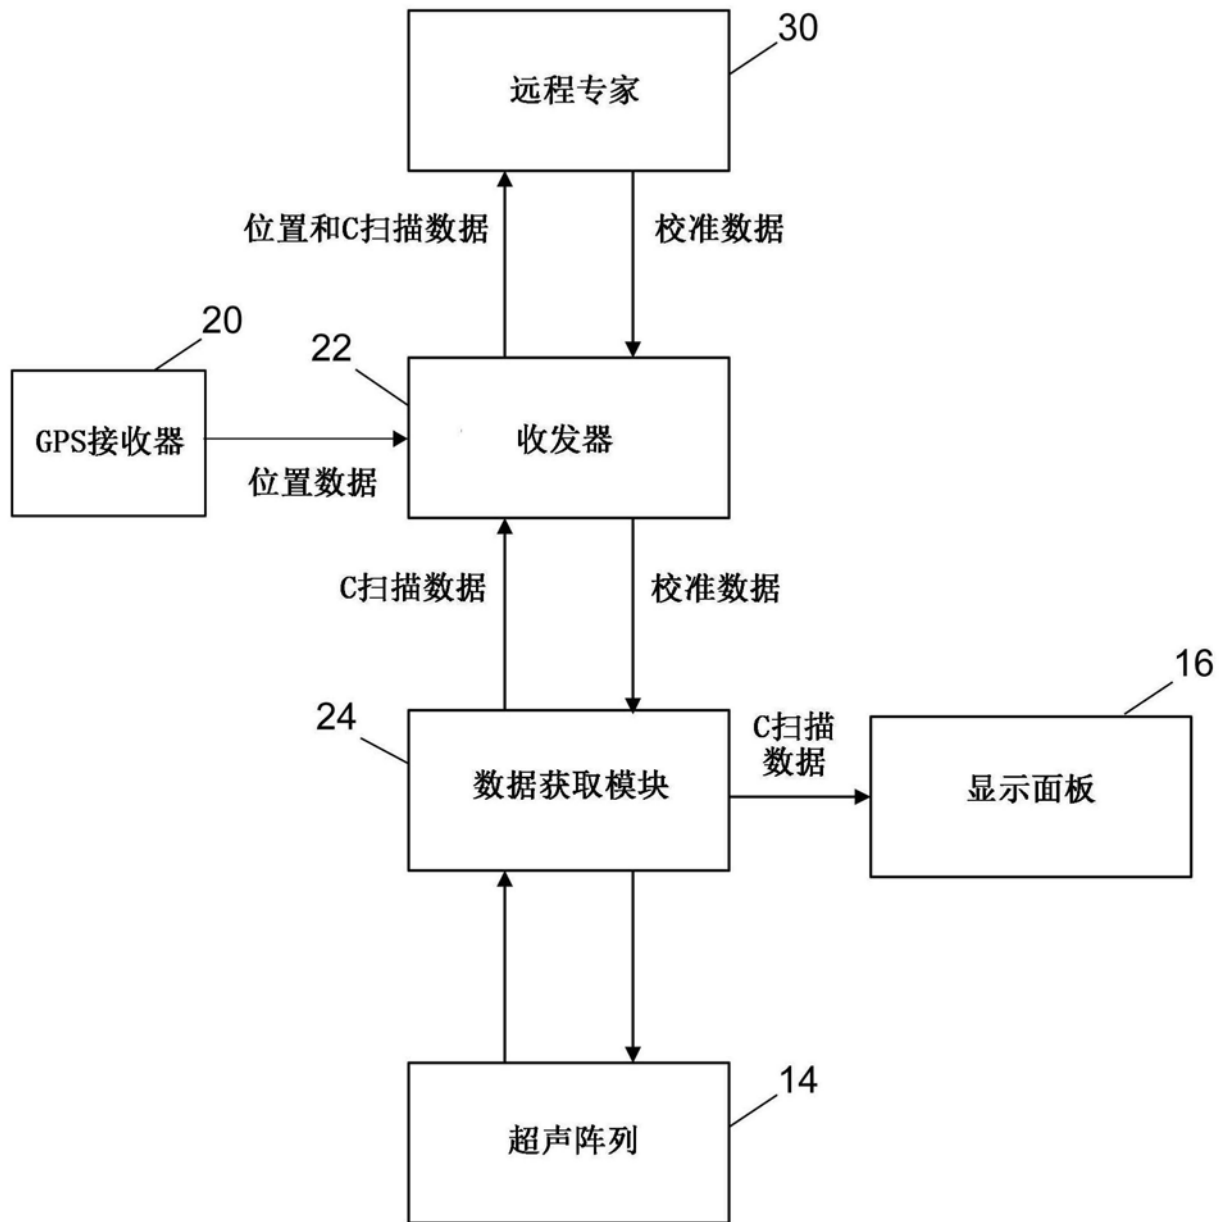 30
远程专家
位置和C扫描数据
校准数据
20
22
GPS接收器
收发器
位置数据
C扫描数据
校准数据
16
24
C扫描
数据
数据获取模块
显示面板
14
超声阵列